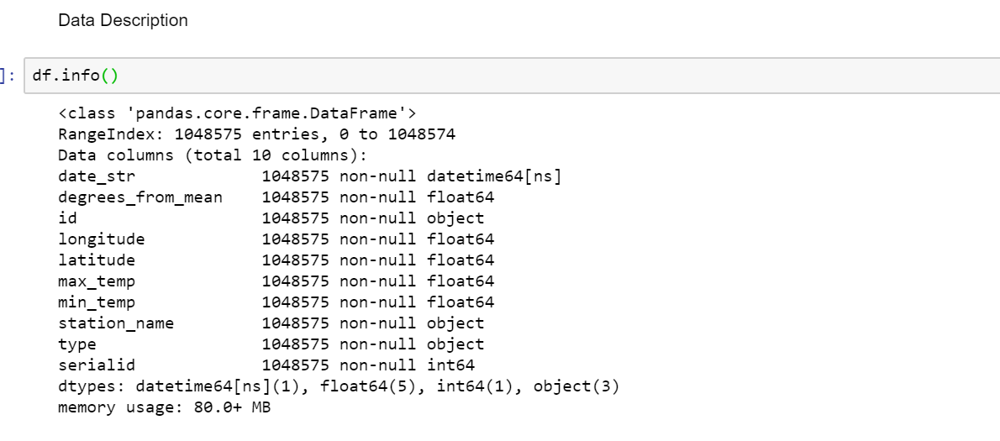 Data Description
]: df.info()
<class 'pandas.core.frame.DataFrame'>
RangeIndex: 1048575 entries, 0 to 1048574
Data columns (total 10 columns):
date_str 1048575 non-null datetime64[ns]
degrees_from_mean 1048575 non-null float64
id 1048575 non-null object
longitude 1048575 non-null float64
latitude 1048575 non-null float64
max_temp 1048575 non-null float64
min_temp 1048575 non-null float64
station_name 1048575 non-null object
type 1048575 non-null object
serialid 1048575 non-null int64
dtypes: datetime64[ns](1), float64(5), int64(1), object(3)
memory usage: 80.0+ MB